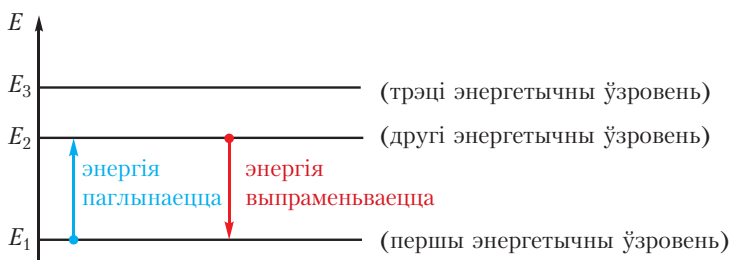 E
E₃ (трэці энергетычны ўзровень)
E₂ (другі энергетычны ўзровень)
энергія
паглынаецца
энергія
выпраменьваецца
E₁ (першы энергетычны ўзровень)